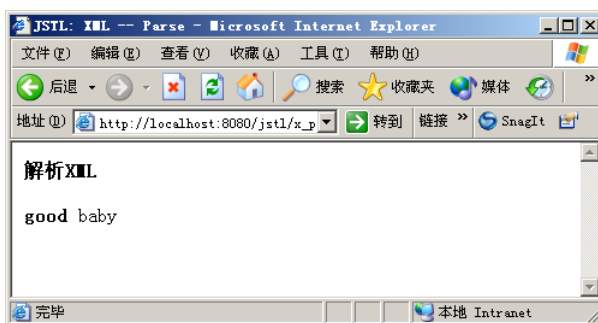 JSTL: XML -- Parse - Microsoft Internet Explorer
文件(F) 编辑(E) 查看(V) 收藏(A) 工具(T) 帮助(H)
后退 搜索 收藏夹 媒体 »
地址(D) http://localhost:8080/jstl/x_p 转到 链接 » SnagIt
解析XML
good baby
完毕 本地 Intranet